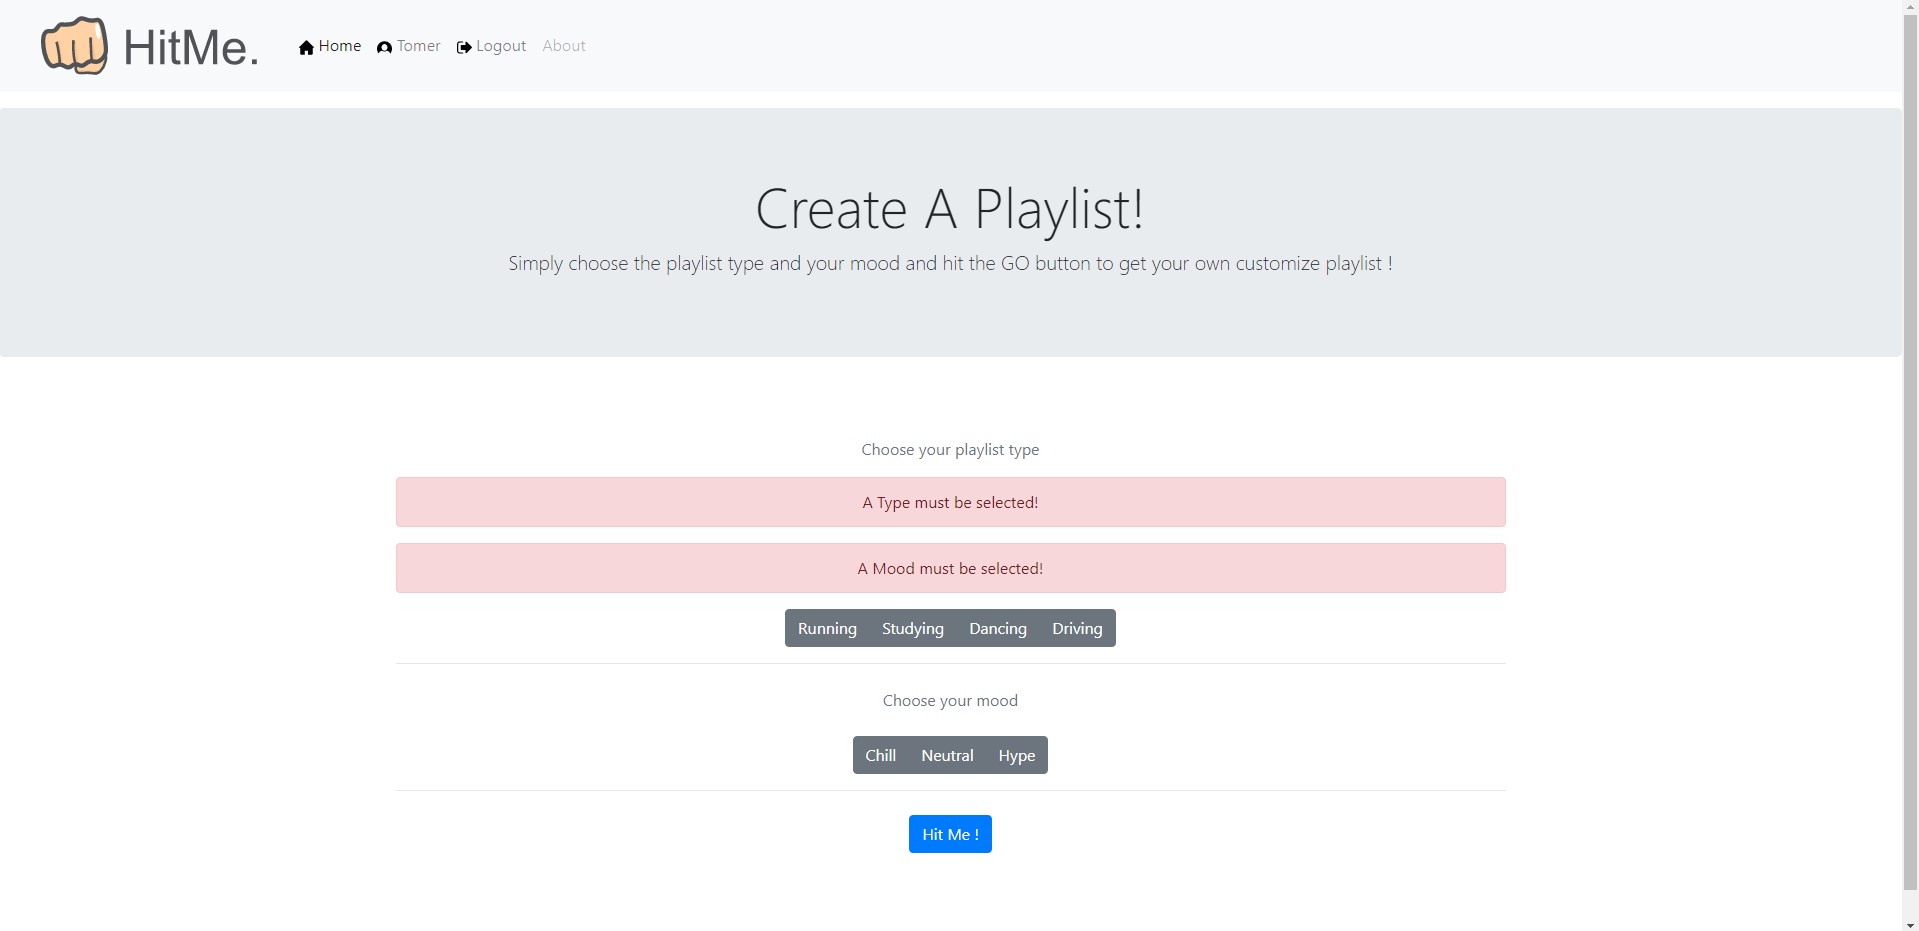 HitMe.
Home Tomer Logout About
Create A Playlist!
Simply choose the playlist type and your mood and hit the GO button to get your own customize playlist !
Choose your playlist type
A Type must be selected!
A Mood must be selected!
Running Studying Dancing Driving
Choose your mood
Chill Neutral Hype
Hit Me !